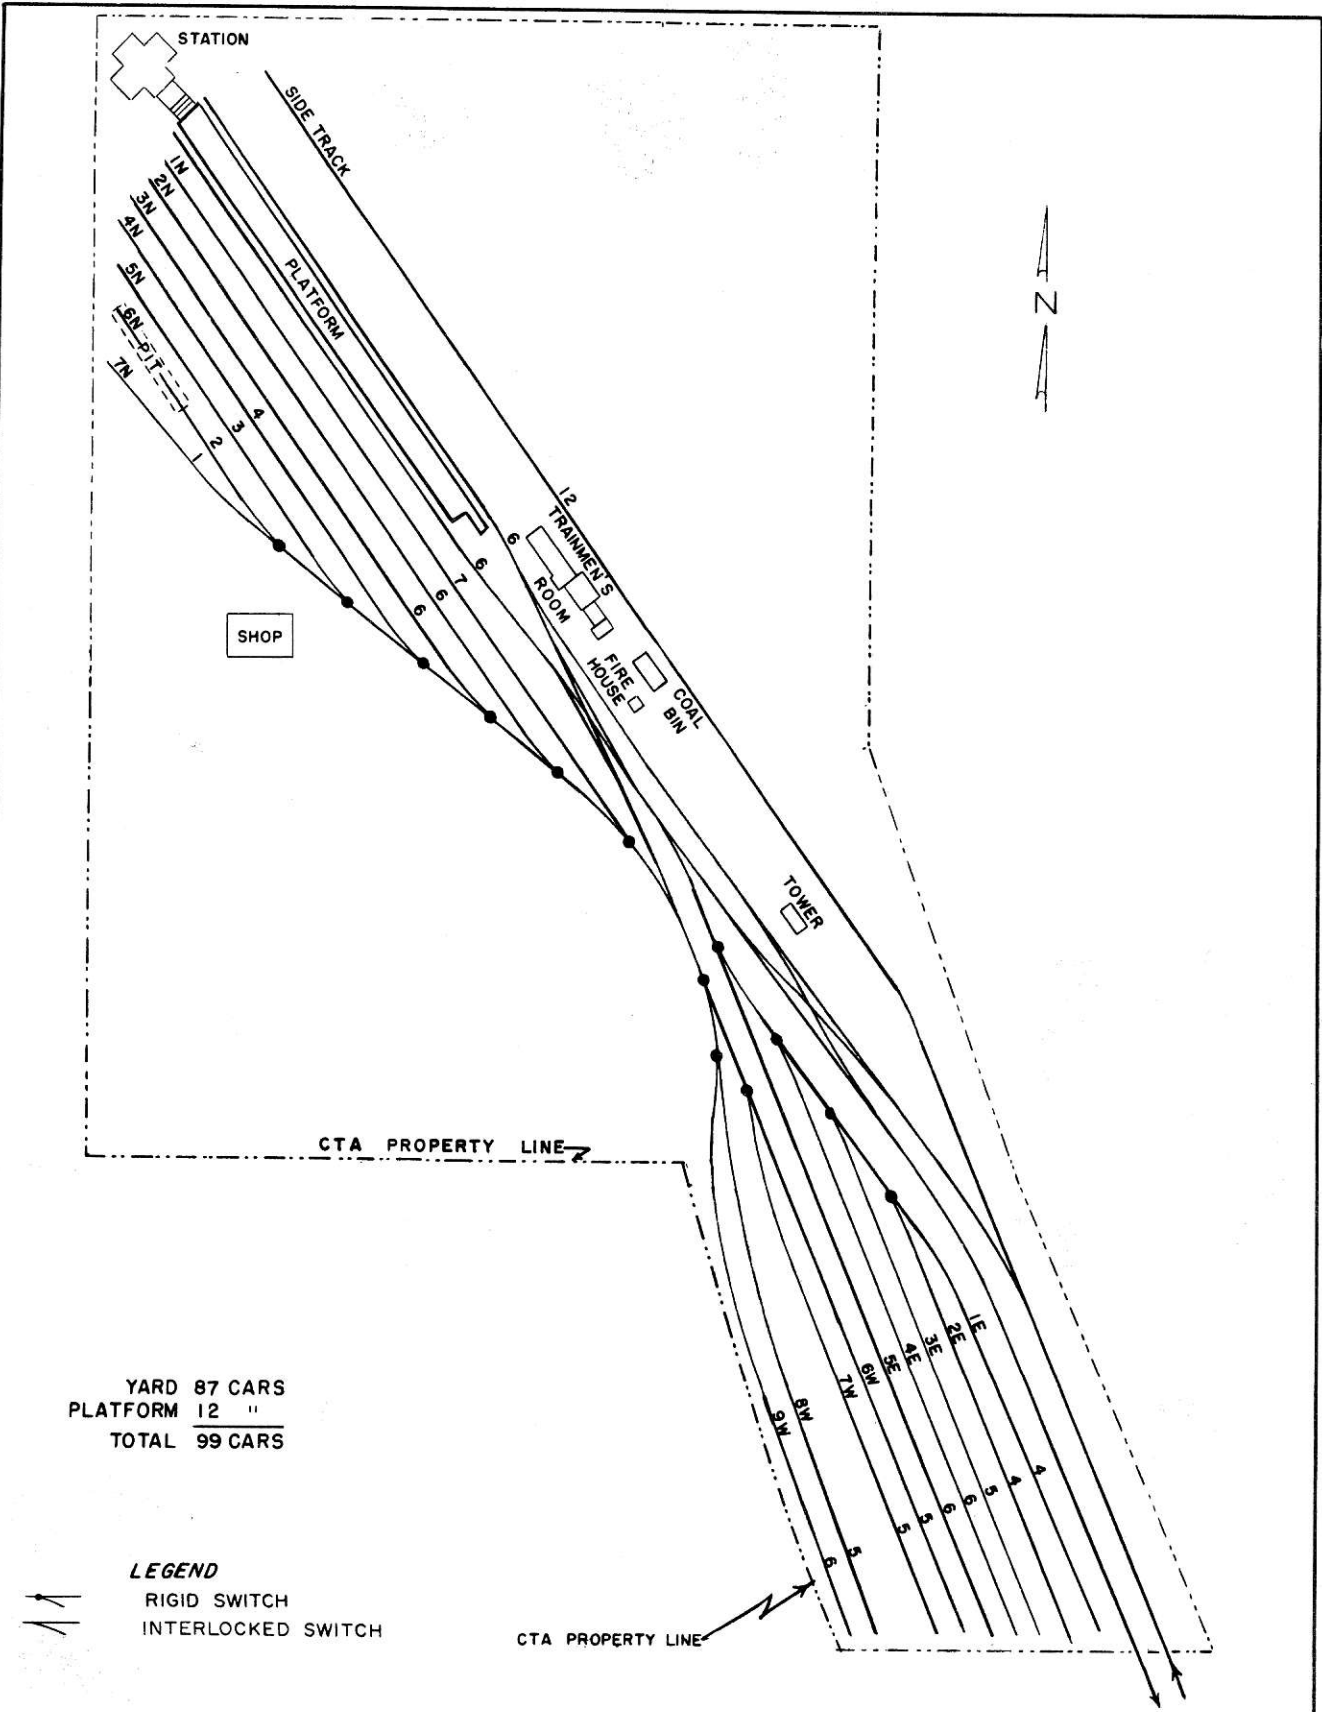 STATION
SIDE TRACK
1N
2N
3N
4N
5N
6N
PIT
7N
PLATFORM
1
2
3
4
6
6
7
6
6
12
TRAINMEN'S
ROOM
FIRE
HOUSE
COAL
BIN
SHOP
TOWER
N
CTA PROPERTY LINE
1E
2E
3E
4E
5E
6W
7W
8W
9W
4
4
5
6
6
5
5
5
6
YARD 87 CARS
PLATFORM 12 "
TOTAL 99 CARS
LEGEND
RIGID SWITCH
INTERLOCKED SWITCH
CTA PROPERTY LINE